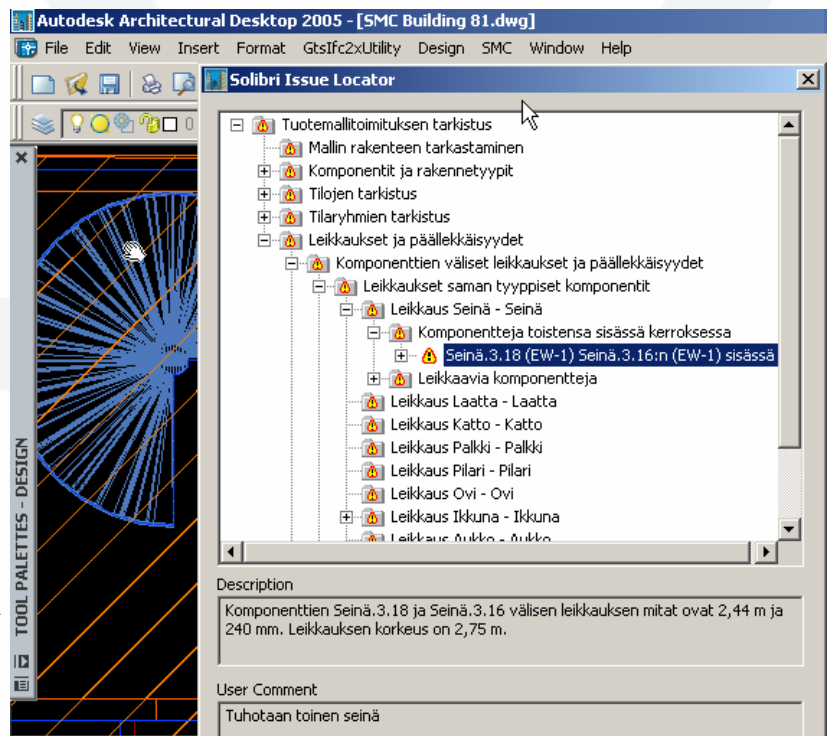 Autodesk Architectural Desktop 2005 - [SMC Building 81.dwg]
File Edit View Insert Format GtsIfc2xUtility Design SMC Window Help
Solibri Issue Locator
0
Tuotemallitoimituksen tarkistus
Mallin rakenteen tarkastaminen
Komponentit ja rakennetyypit
Tilojen tarkistus
Tilaryhmien tarkistus
Leikkaukset ja päällekkäisyydet
Komponenttien väliset leikkaukset ja päällekkäisyydet
Leikkaukset saman tyyppiset komponentit
Leikkaus Seinä - Seinä
Komponentteja toistensa sisässä kerroksessa
Seinä.3.18 (EW-1) Seinä.3.16:n (EW-1) sisässä
Leikkaavia komponentteja
Leikkaus Laatta - Laatta
Leikkaus Katto - Katto
Leikkaus Palkki - Palkki
Leikkaus Pilari - Pilari
Leikkaus Ovi - Ovi
Leikkaus Ikkuna - Ikkuna
Leikkaus Aukko - Aukko
TOOL PALETTES - DESIGN
Description
Komponenttien Seinä.3.18 ja Seinä.3.16 välisen leikkauksen mitat ovat 2,44 m ja
240 mm. Leikkauksen korkeus on 2,75 m.
User Comment
Tuhotaan toinen seinä